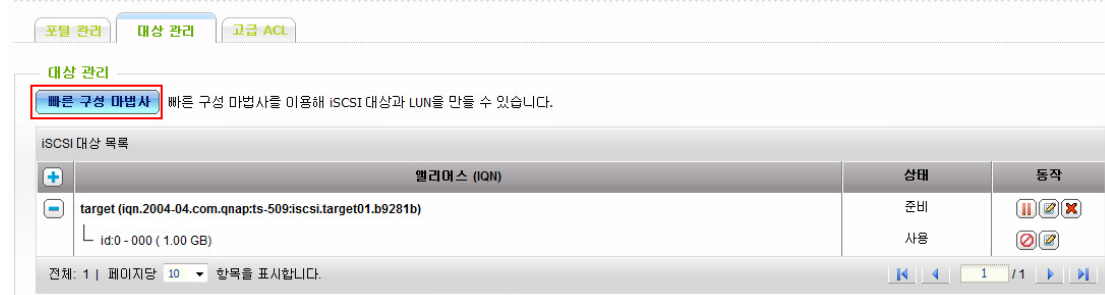 포털 관리 대상 관리 고급 ACL
대상 관리
빠른 구성 마법사 빠른 구성 마법사를 이용해 iSCSI 대상과 LUN을 만들 수 있습니다.
iSCSI 대상 목록
앨리머스 (IQN) 상태 동작
target (iqn.2004-04.com.qnap:ts-509:iscsi.target01.b9281b) 준비
id:0 - 000 ( 1.00 GB) 사용
전체: 1 | 페이지당 10 항목을 표시합니다. 1 / 1